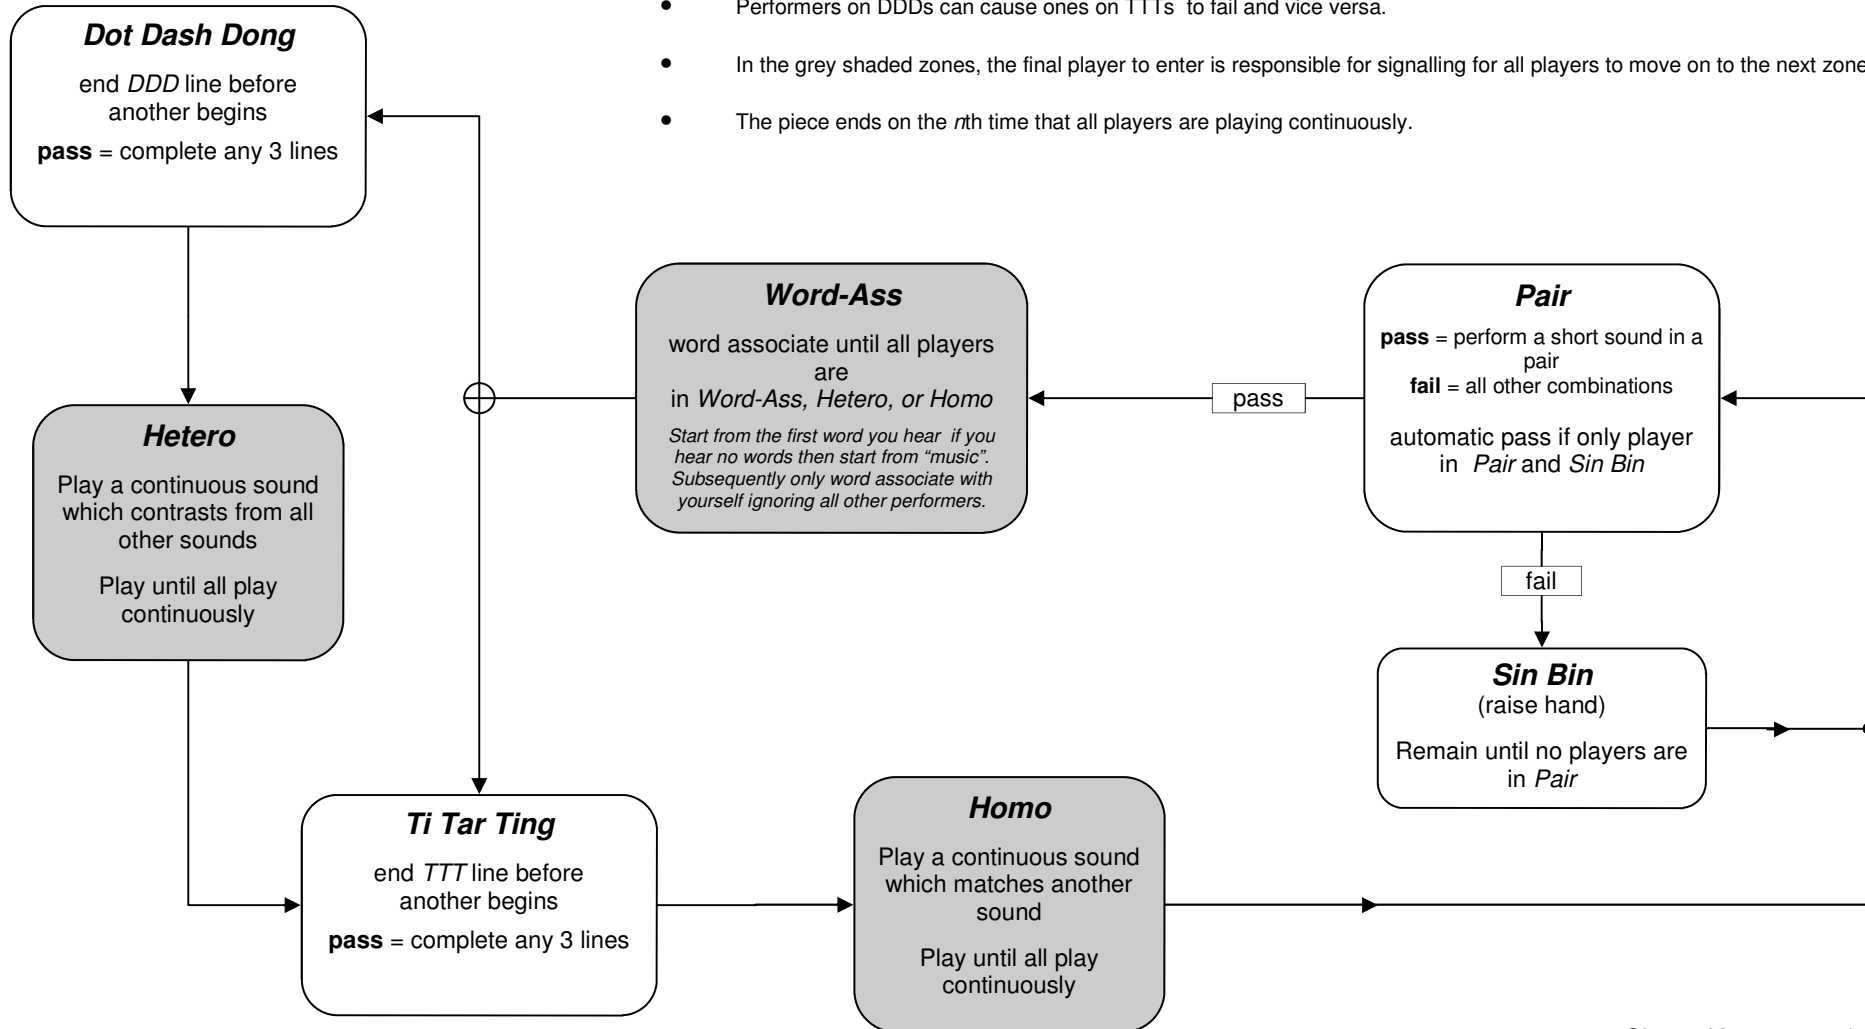 • Performers on DDDs can cause ones on TTTs to fail and vice versa.
• In the grey shaded zones, the final player to enter is responsible for signalling for all players to move on to the next zone
• The piece ends on the nth time that all players are playing continuously.
Dot Dash Dong
end DDD line before
another begins
pass = complete any 3 lines
Word-Ass
word associate until all players
are
in Word-Ass, Hetero, or Homo
Start from the first word you hear if you
hear no words then start from “music”.
Subsequently only word associate with
yourself ignoring all other performers.
pass
Pair
pass = perform a short sound in a
pair
fail = all other combinations
automatic pass if only player
in Pair and Sin Bin
fail
Sin Bin
(raise hand)
Remain until no players are
in Pair
Hetero
Play a continuous sound
which contrasts from all
other sounds
Play until all play
continuously
Ti Tar Ting
end TTT line before
another begins
pass = complete any 3 lines
Homo
Play a continuous sound
which matches another
sound
Play until all play
continuously